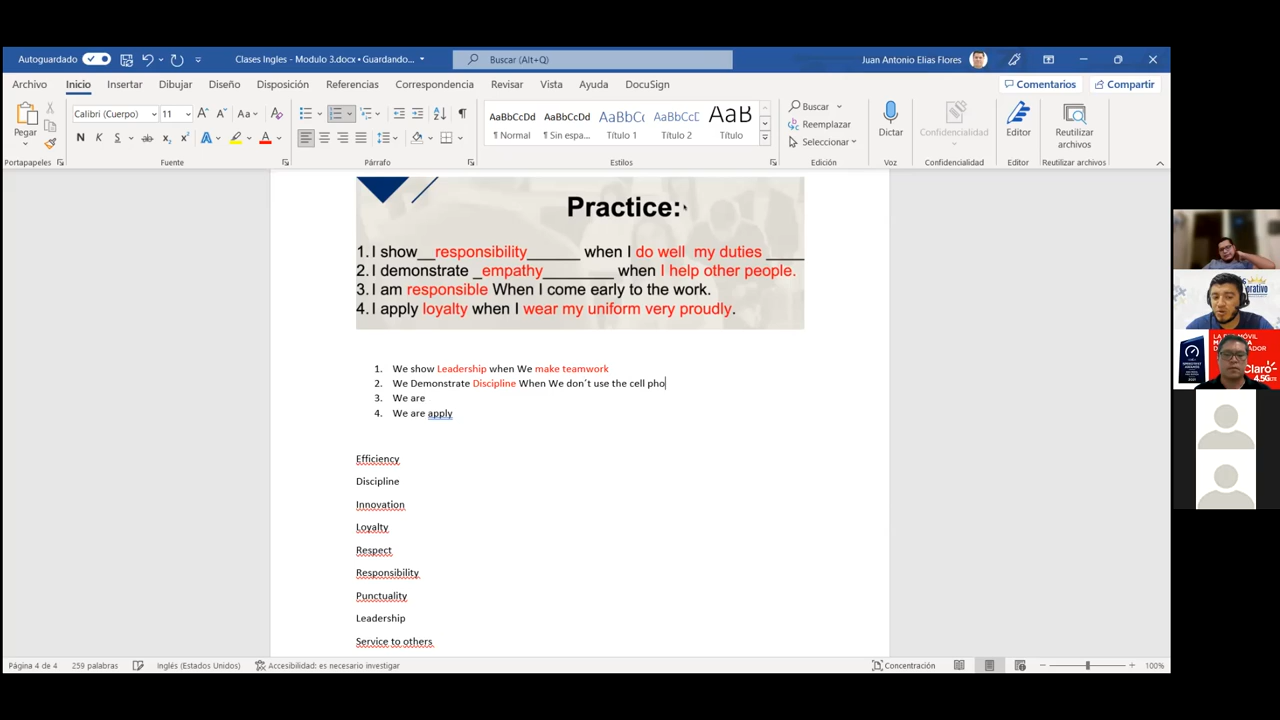 Autoguardado
Clases Ingles - Modulo 3.docx • Guardando...
Buscar (Alt+Q)
Juan Antonio Elias Flores
Archivo Inicio Insertar Dibujar Diseño Disposición Referencias Correspondencia Revisar Vista Ayuda DocuSign
Comentarios Compartir
Pegar
Calibri (Cuerpo) 11
N K S ab x₂ x²
AaBbCcDd AaBbCcDd AaBbCc AaBbCcD AaB
¶ Normal ¶ Sin espa... Título 1 Título 2 Título
Buscar
Reemplazar
Seleccionar
Dictar
Confidencialidad
Editor
Reutilizar archivos
Portapapeles Fuente Párrafo Estilos Edición Voz Confidencialidad Editor Reutilizar archivos
Practice:
1. I show__responsibility______ when I do well my duties ____
2. I demonstrate _empathy________ when I help other people.
3. I am responsible When I come early to the work.
4. I apply loyalty when I wear my uniform very proudly.
1. We show Leadership when We make teamwork
2. We Demonstrate Discipline When We don´t use the cell pho
3. We are
4. We are apply
Efficiency
Discipline
Innovation
Loyalty
Respect
Responsibility
Punctuality
Leadership
Service to others
Página 4 de 4 259 palabras Inglés (Estados Unidos) Accesibilidad: es necesario investigar
Concentración 100%
Claro
4.5G